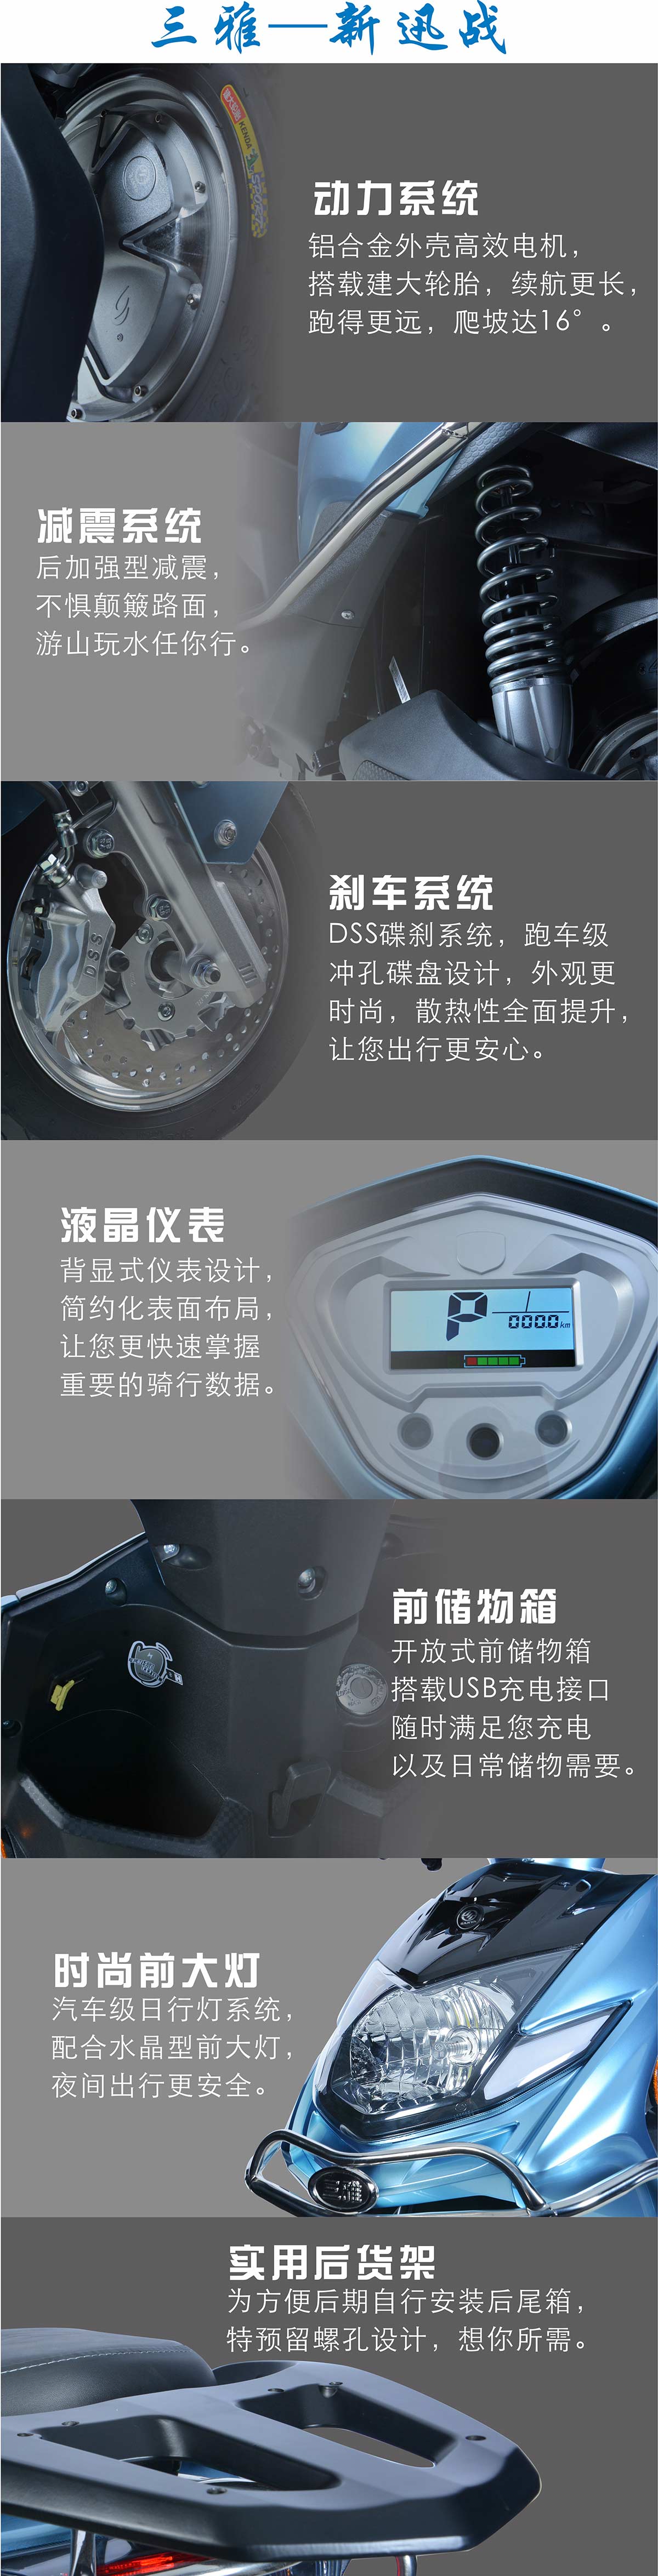 三雅—新迅战
KENDA
SPORTZ
动力系统
铝合金外壳高效电机，
搭载建大轮胎，续航更长，
跑得更远，爬坡达16°。
减震系统
后加强型减震，
不惧颠簸路面，
游山玩水任你行。
DSS
刹车系统
DSS碟刹系统，跑车级
冲孔碟盘设计，外观更
时尚，散热性全面提升，
让您出行更安心。
液晶仪表
背显式仪表设计，
简约化表面布局，
让您更快速掌握
重要的骑行数据。
P
000.0 km
前储物箱
开放式前储物箱
搭载USB充电接口
随时满足您充电
以及日常储物需要。
时尚前大灯
汽车级日行灯系统，
配合水晶型前大灯，
夜间出行更安全。
三雅
实用后货架
为方便后期自行安装后尾箱，
特预留螺孔设计，想你所需。